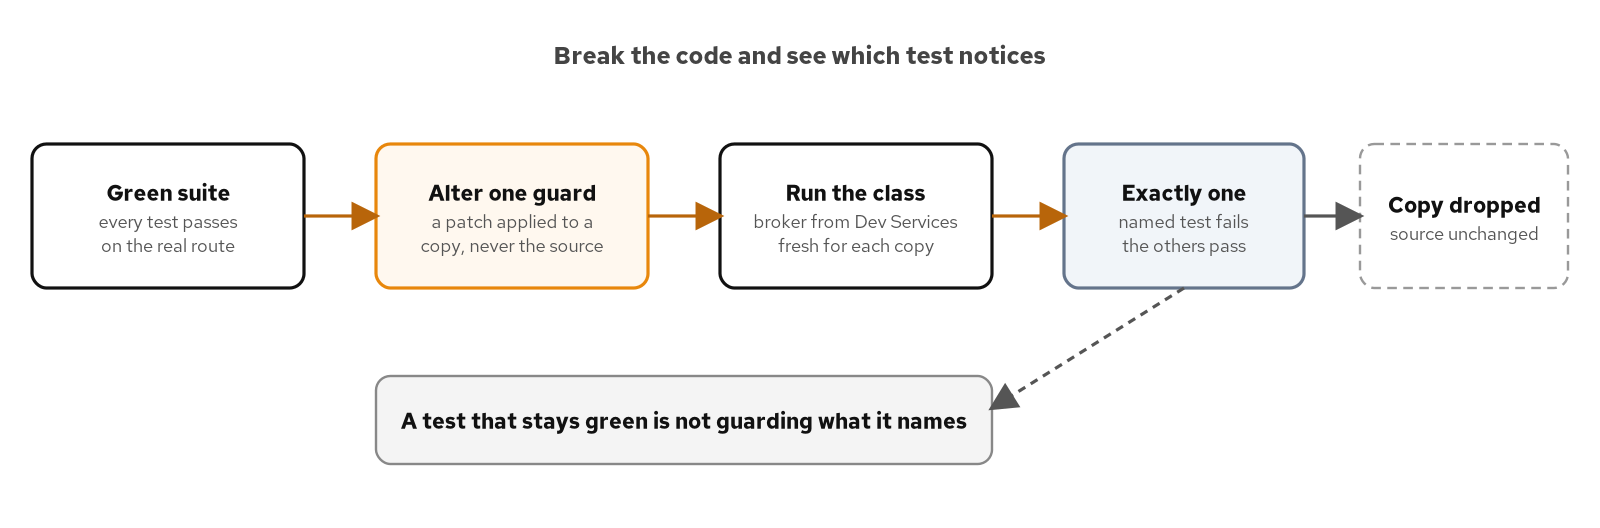 Break the code and see which test notices
Green suite
every test passes
on the real route
Alter one guard
a patch applied to a
copy, never the source
Run the class
broker from Dev Services
fresh for each copy
Exactly one
named test fails
the others pass
Copy dropped
source unchanged
A test that stays green is not guarding what it names